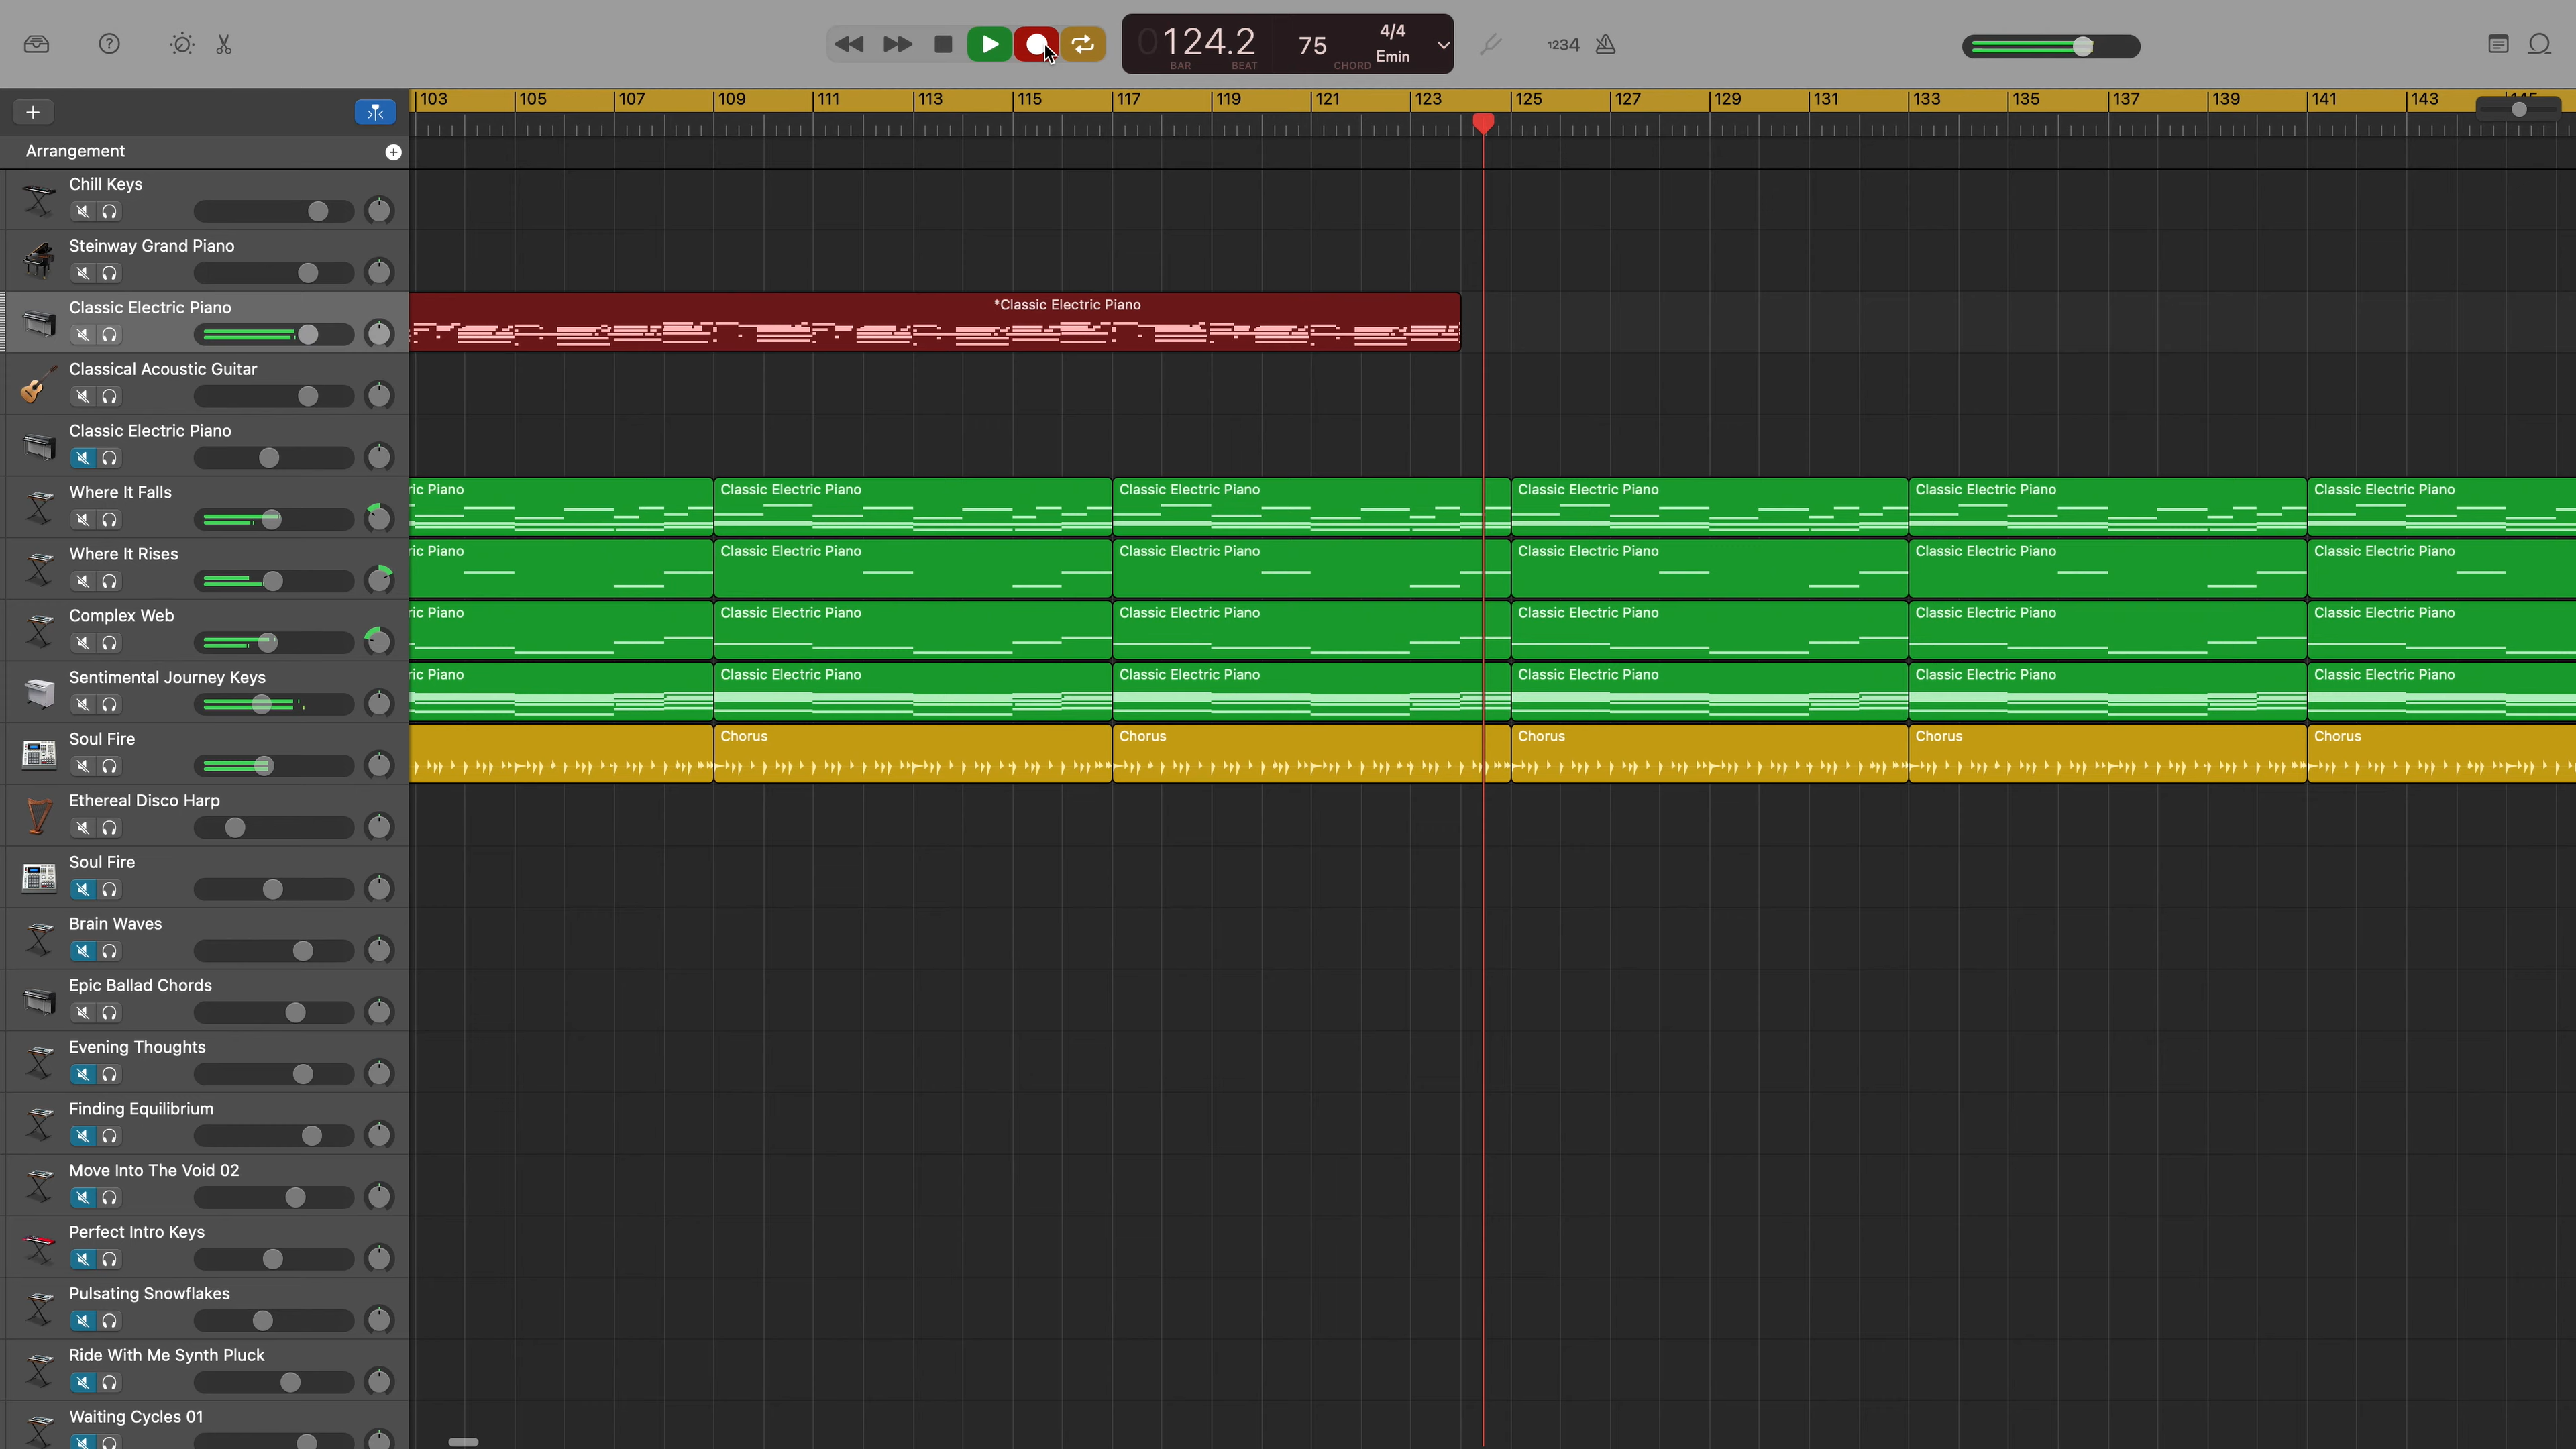 124.2 75 4/4
BAR BEAT CHORD Emin
1234
103 105 107 109 111 113 115 117 119 121 123 125 127 129 131 133 135 137 139 141 143 145
Arrangement
Chill Keys
Steinway Grand Piano
Classic Electric Piano
*Classic Electric Piano
Classical Acoustic Guitar
Classic Electric Piano
Where It Falls
ric Piano Classic Electric Piano Classic Electric Piano Classic Electric Piano Classic Electric Piano Classic Electric Piano
Where It Rises
ric Piano Classic Electric Piano Classic Electric Piano Classic Electric Piano Classic Electric Piano Classic Electric Piano
Complex Web
ric Piano Classic Electric Piano Classic Electric Piano Classic Electric Piano Classic Electric Piano Classic Electric Piano
Sentimental Journey Keys
ric Piano Classic Electric Piano Classic Electric Piano Classic Electric Piano Classic Electric Piano Classic Electric Piano
Soul Fire
Chorus Chorus Chorus Chorus Chorus
Ethereal Disco Harp
Soul Fire
Brain Waves
Epic Ballad Chords
Evening Thoughts
Finding Equilibrium
Move Into The Void 02
Perfect Intro Keys
Pulsating Snowflakes
Ride With Me Synth Pluck
Waiting Cycles 01